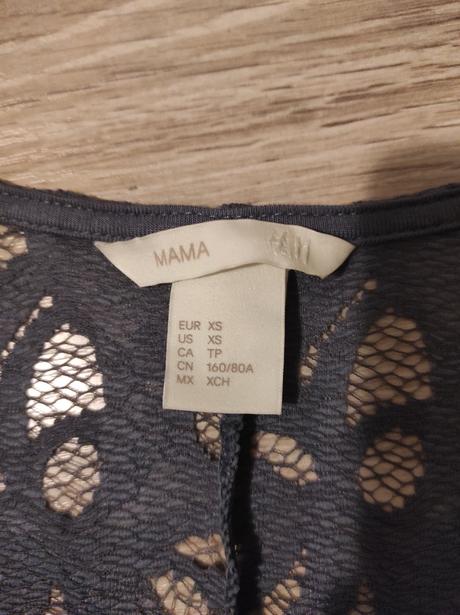 MAMA H&M
EUR XS
US XS
CA TP
CN 160/80A
MX XCH